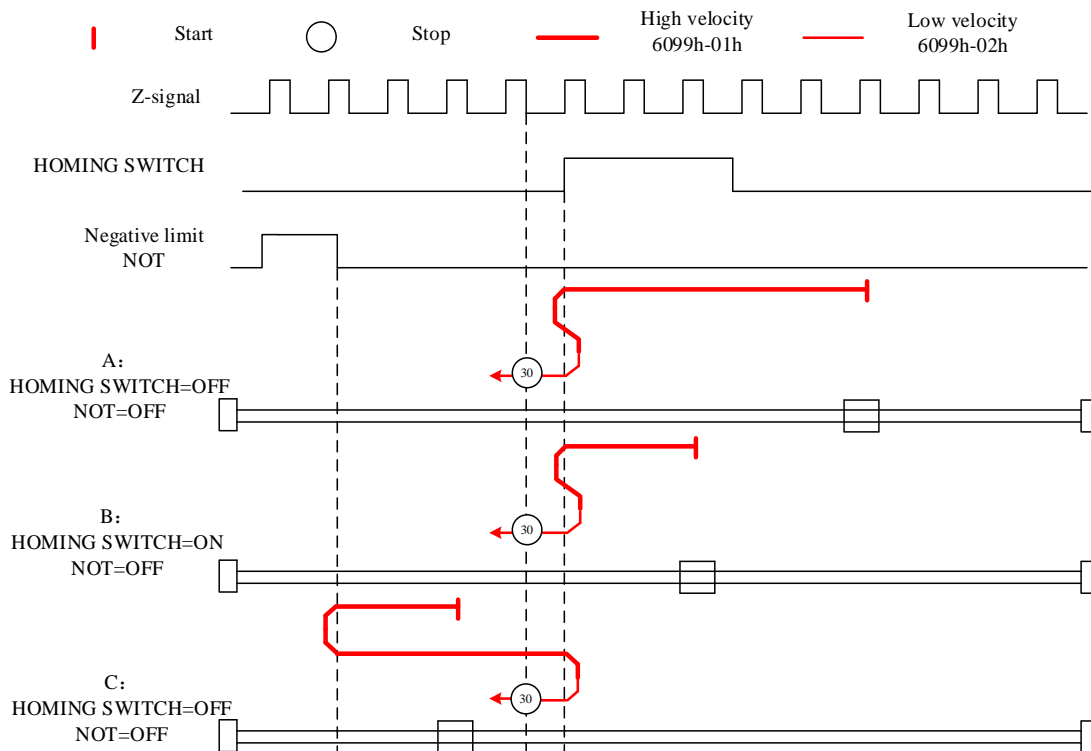 Start
Stop
High velocity
6099h-01h
Low velocity
6099h-02h
Z-signal
HOMING SWITCH
Negative limit
NOT
A：
HOMING SWITCH=OFF
NOT=OFF
30
B：
HOMING SWITCH=ON
NOT=OFF
30
C：
HOMING SWITCH=OFF
NOT=OFF
30